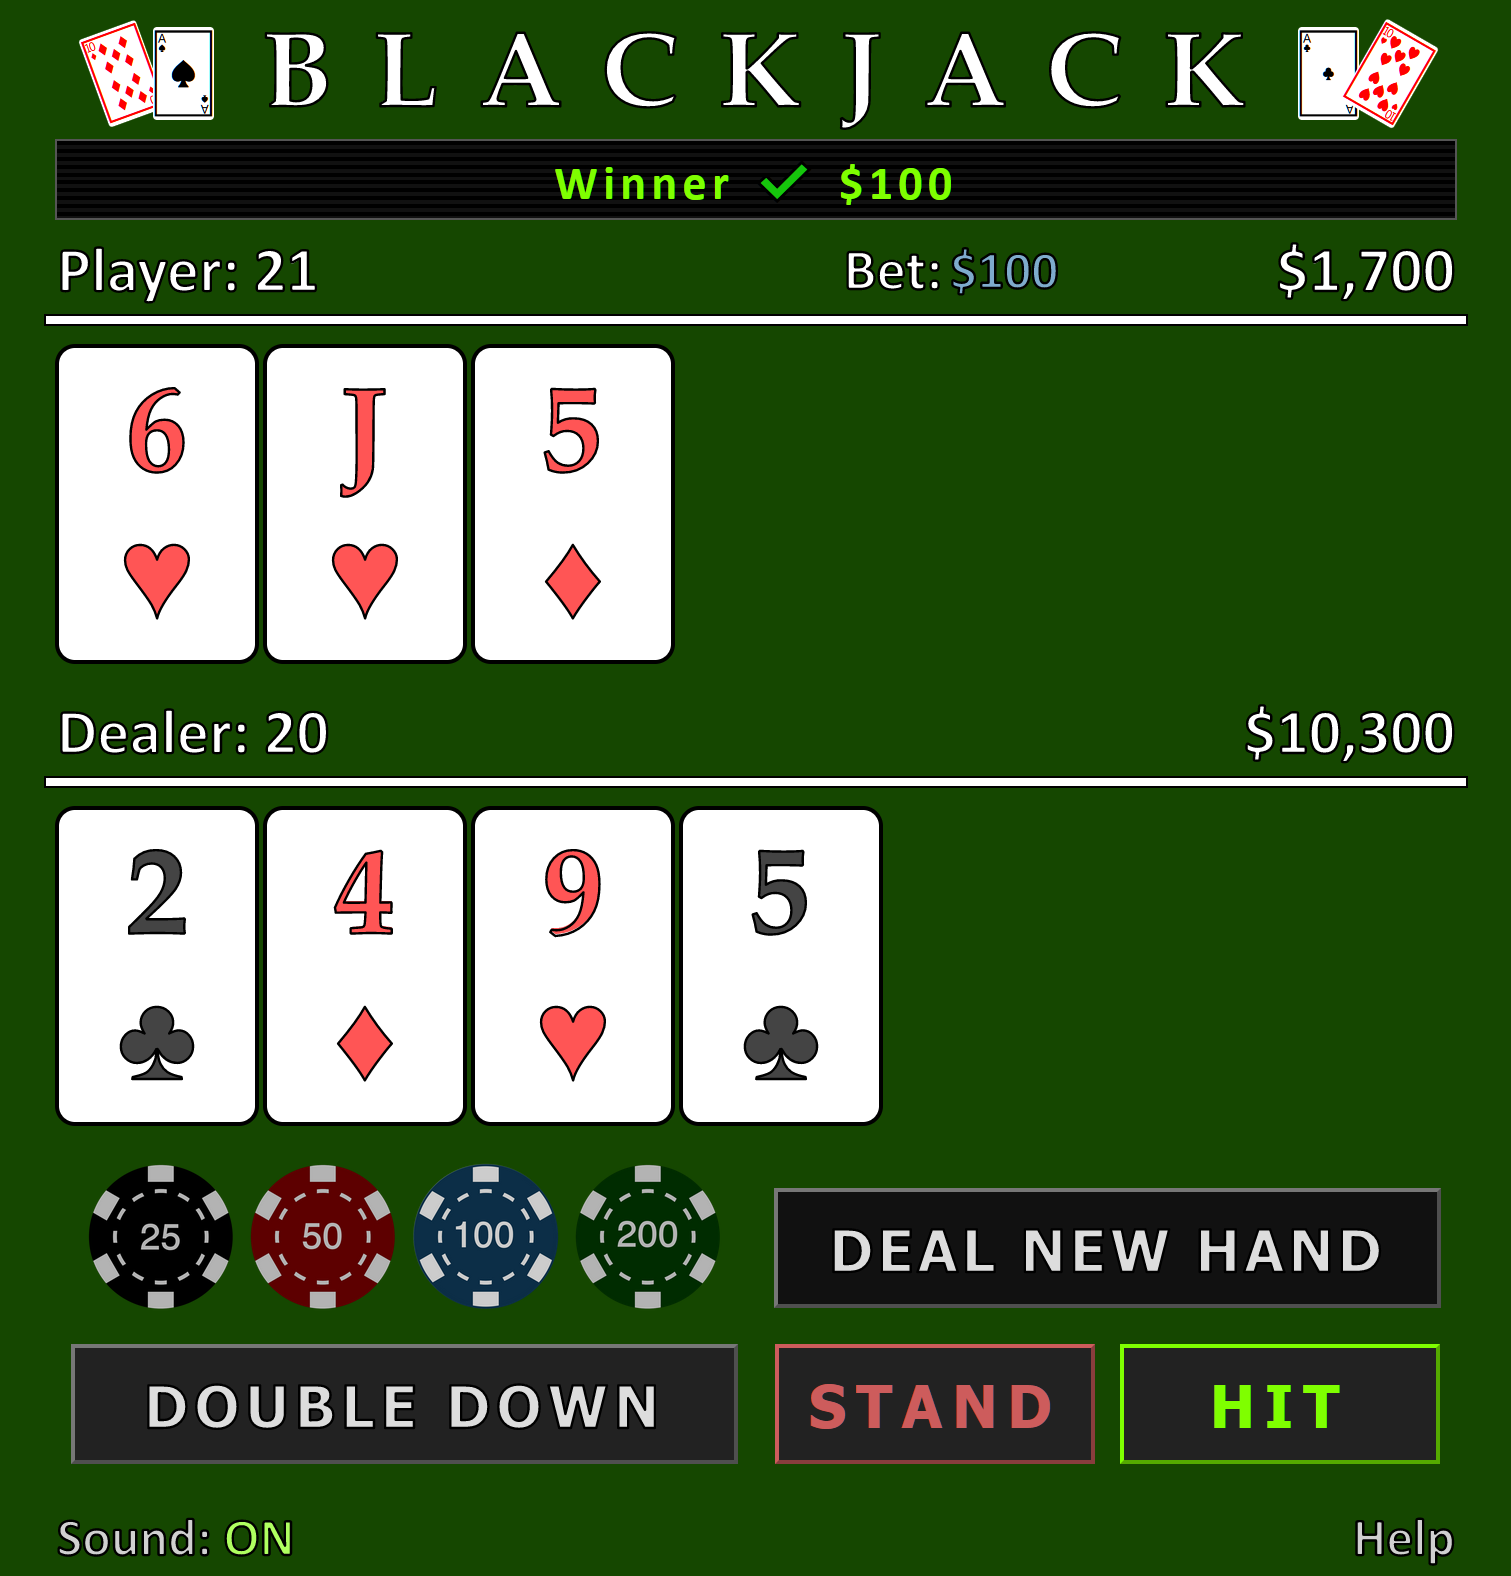 BLACKJACK
Winner ✓ $100
Player: 21 Bet: $100 $1,700
6 J 5
Dealer: 20 $10,300
2 4 9 5
25 50 100 200 DEAL NEW HAND
DOUBLE DOWN STAND HIT
Sound: ON Help